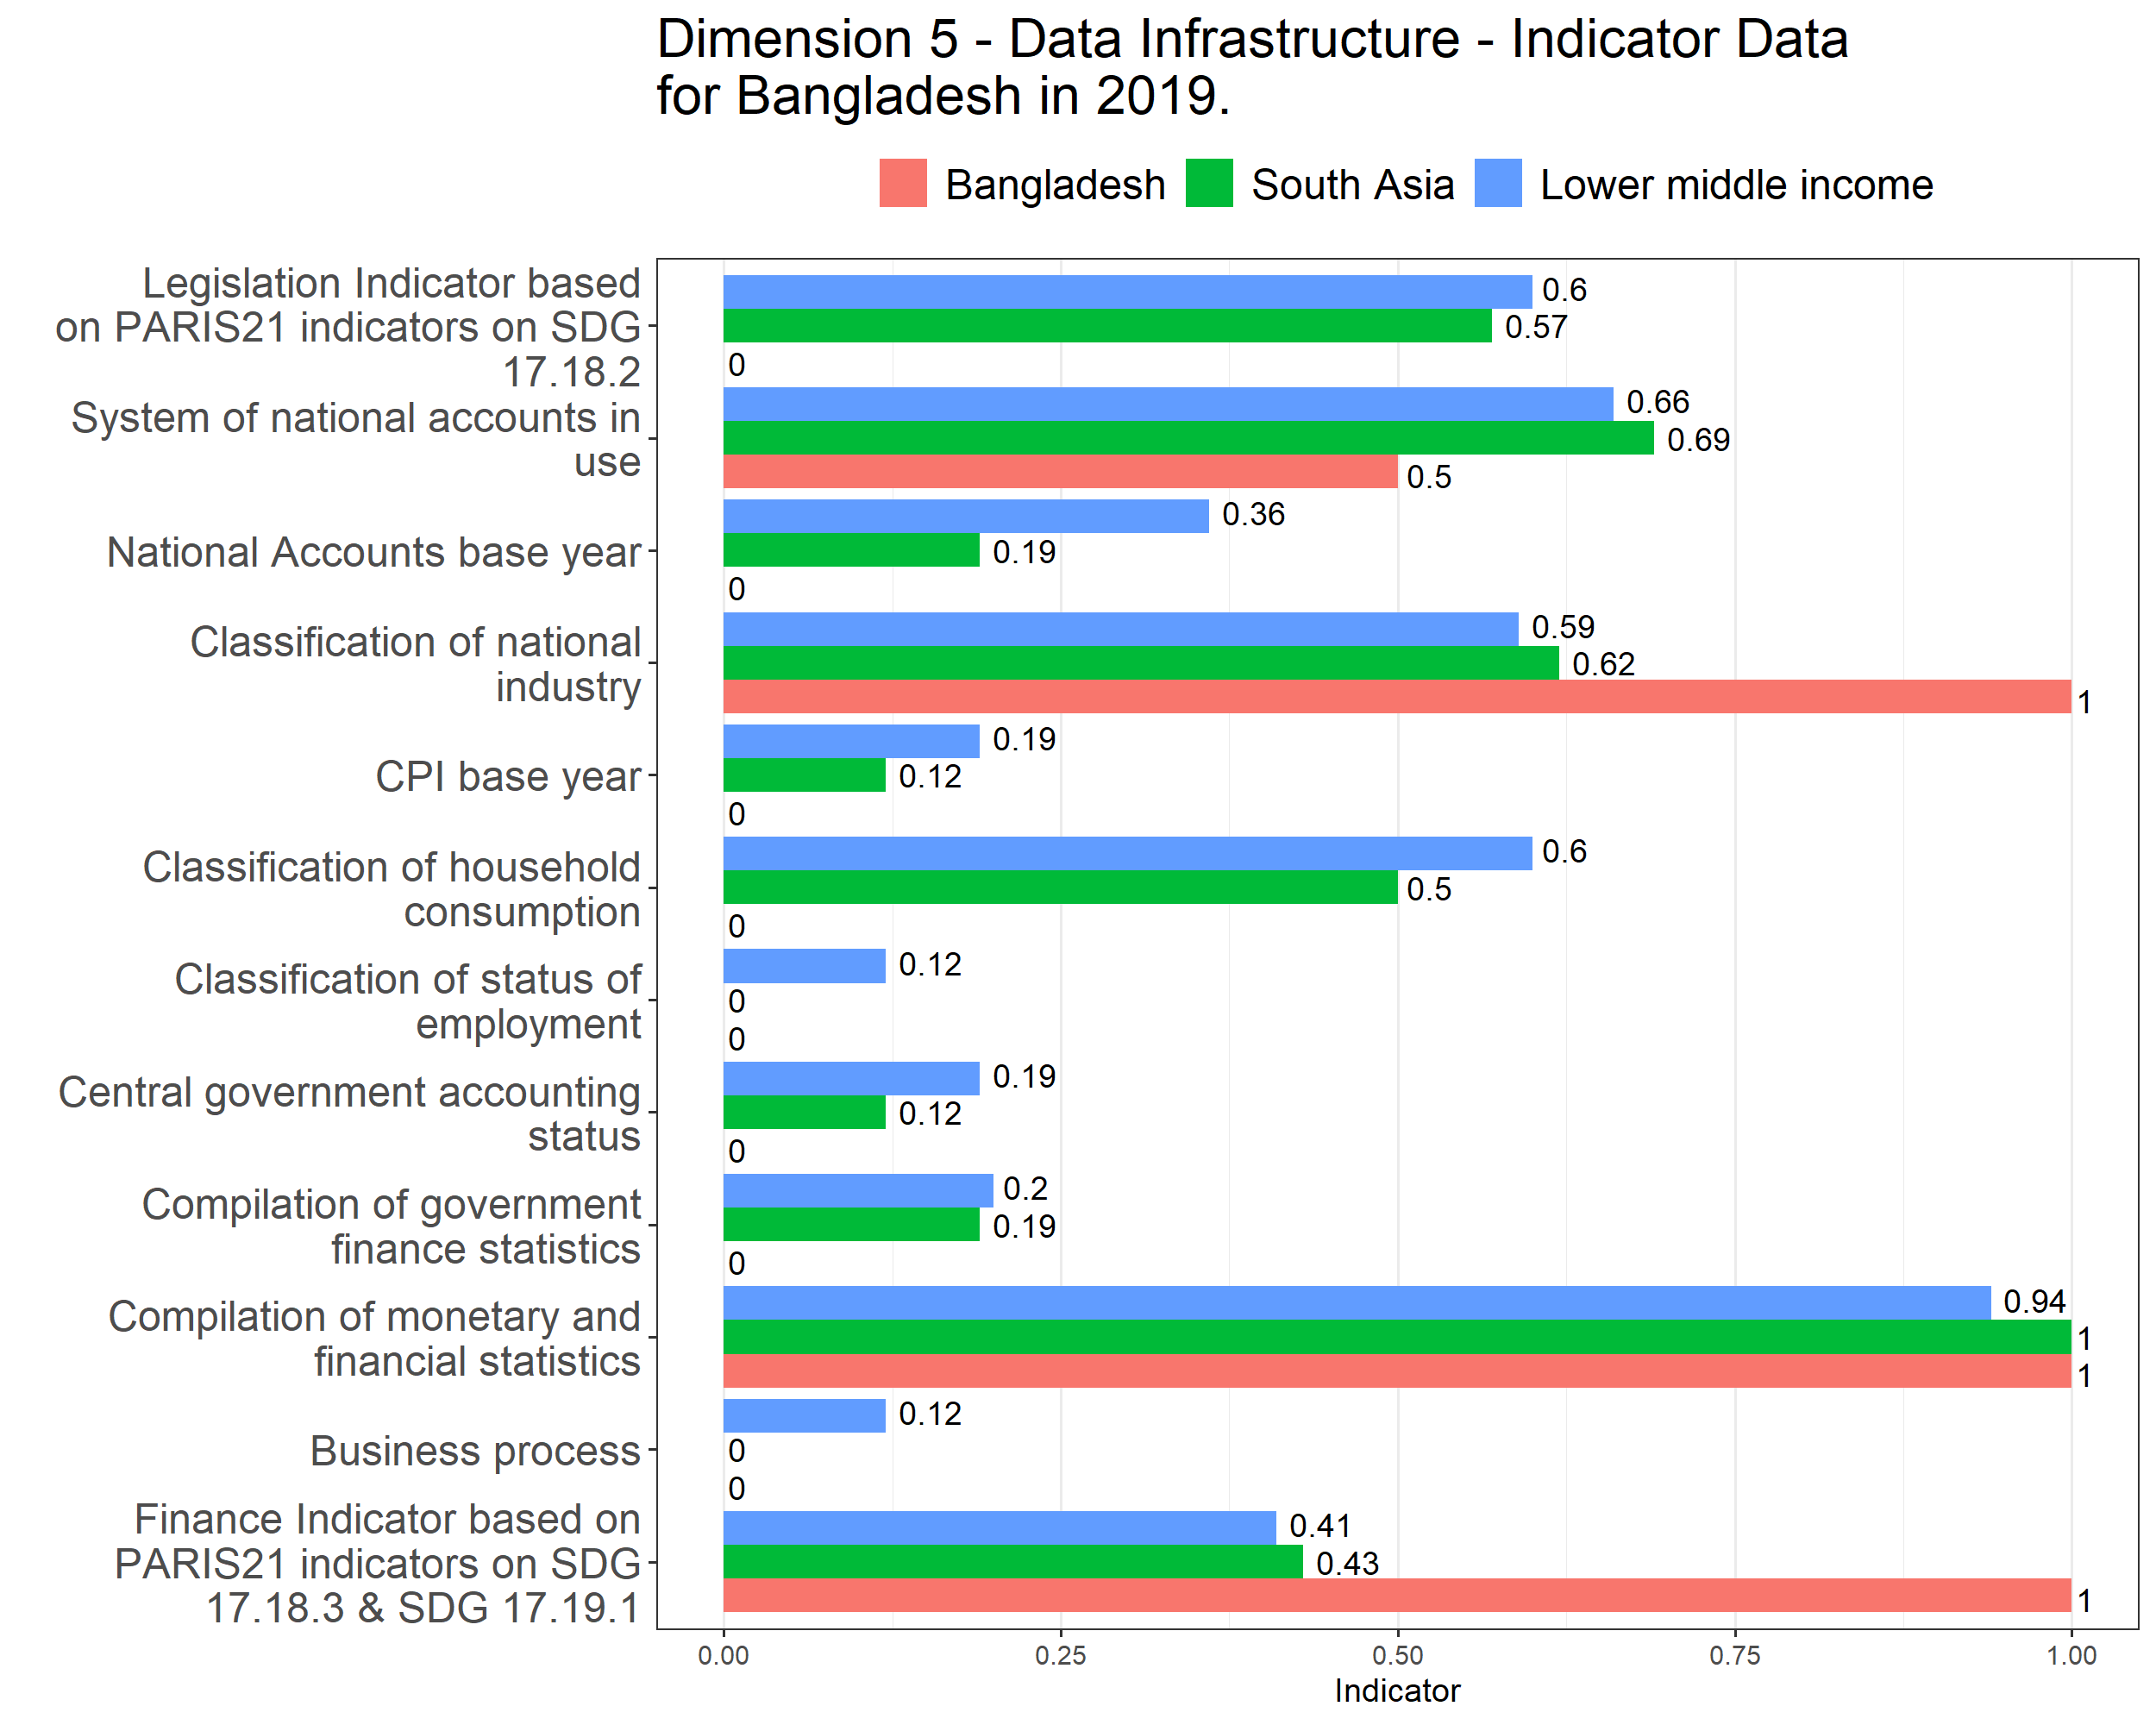 Dimension 5 - Data Infrastructure - Indicator Data
for Bangladesh in 2019.
Bangladesh
South Asia
Lower middle income
Legislation Indicator based
on PARIS21 indicators on SDG
17.18.2
0.6
0.57
0
System of national accounts in
use
0.66
0.69
0.5
National Accounts base year
0.36
0.19
0
Classification of national
industry
0.59
0.62
1
CPI base year
0.19
0.12
0
Classification of household
consumption
0.6
0.5
0
Classification of status of
employment
0.12
0
0
Central government accounting
status
0.19
0.12
0
Compilation of government
finance statistics
0.2
0.19
0
Compilation of monetary and
financial statistics
0.94
1
1
Business process
0.12
0
0
Finance Indicator based on
PARIS21 indicators on SDG
17.18.3 & SDG 17.19.1
0.41
0.43
1
0.00
0.25
0.50
0.75
1.00
Indicator